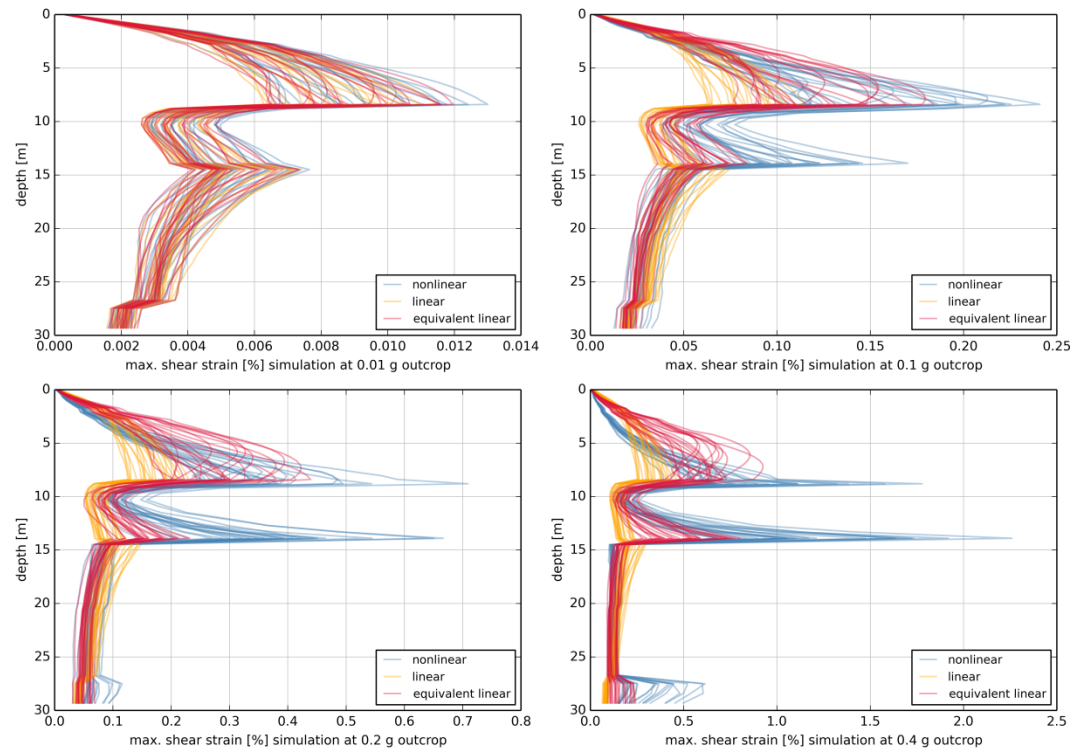 0
5
10
15
20
25
30
depth [m]
nonlinear
linear
equivalent linear
0.000 0.002 0.004 0.006 0.008 0.010 0.012 0.014
max. shear strain [%] simulation at 0.01 g outcrop
0
5
10
15
20
25
30
depth [m]
nonlinear
linear
equivalent linear
0.00 0.05 0.10 0.15 0.20 0.25
max. shear strain [%] simulation at 0.1 g outcrop
0
5
10
15
20
25
30
depth [m]
nonlinear
linear
equivalent linear
0.0 0.1 0.2 0.3 0.4 0.5 0.6 0.7 0.8
max. shear strain [%] simulation at 0.2 g outcrop
0
5
10
15
20
25
30
depth [m]
nonlinear
linear
equivalent linear
0.0 0.5 1.0 1.5 2.0 2.5
max. shear strain [%] simulation at 0.4 g outcrop